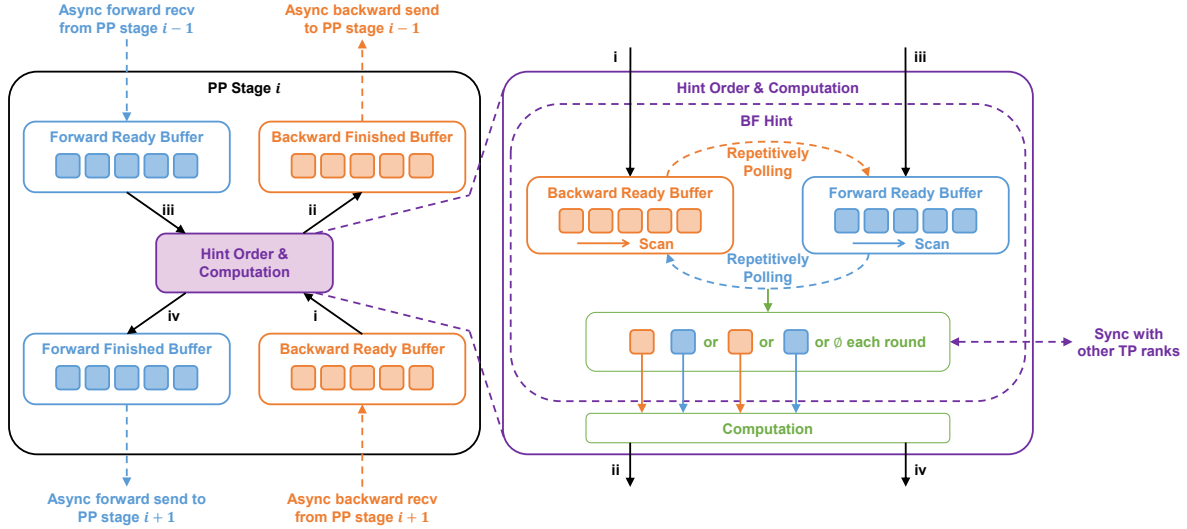 Async forward recv
from PP stage i − 1
Async backward send
to PP stage i − 1
PP Stage i
Forward Ready Buffer
Backward Finished Buffer
iii
ii
Hint Order &
Computation
iv
i
Forward Finished Buffer
Backward Ready Buffer
Async forward send to
PP stage i + 1
Async backward recv
from PP stage i + 1
i
iii
Hint Order & Computation
BF Hint
Repetitively
Polling
Backward Ready Buffer
Scan
Forward Ready Buffer
Scan
Repetitively
Polling
or or or ∅ each round
Sync with
other TP ranks
Computation
ii
iv